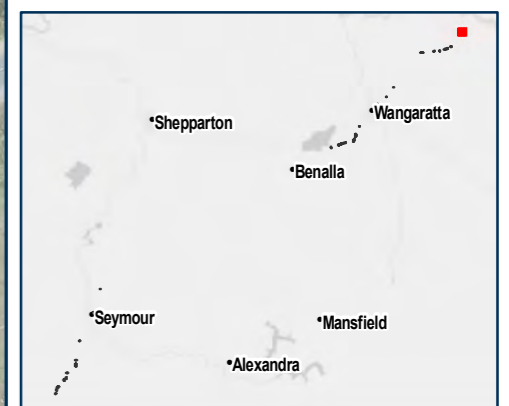 Wangaratta
Shepparton
Benalla
Seymour
Mansfield
Alexandra